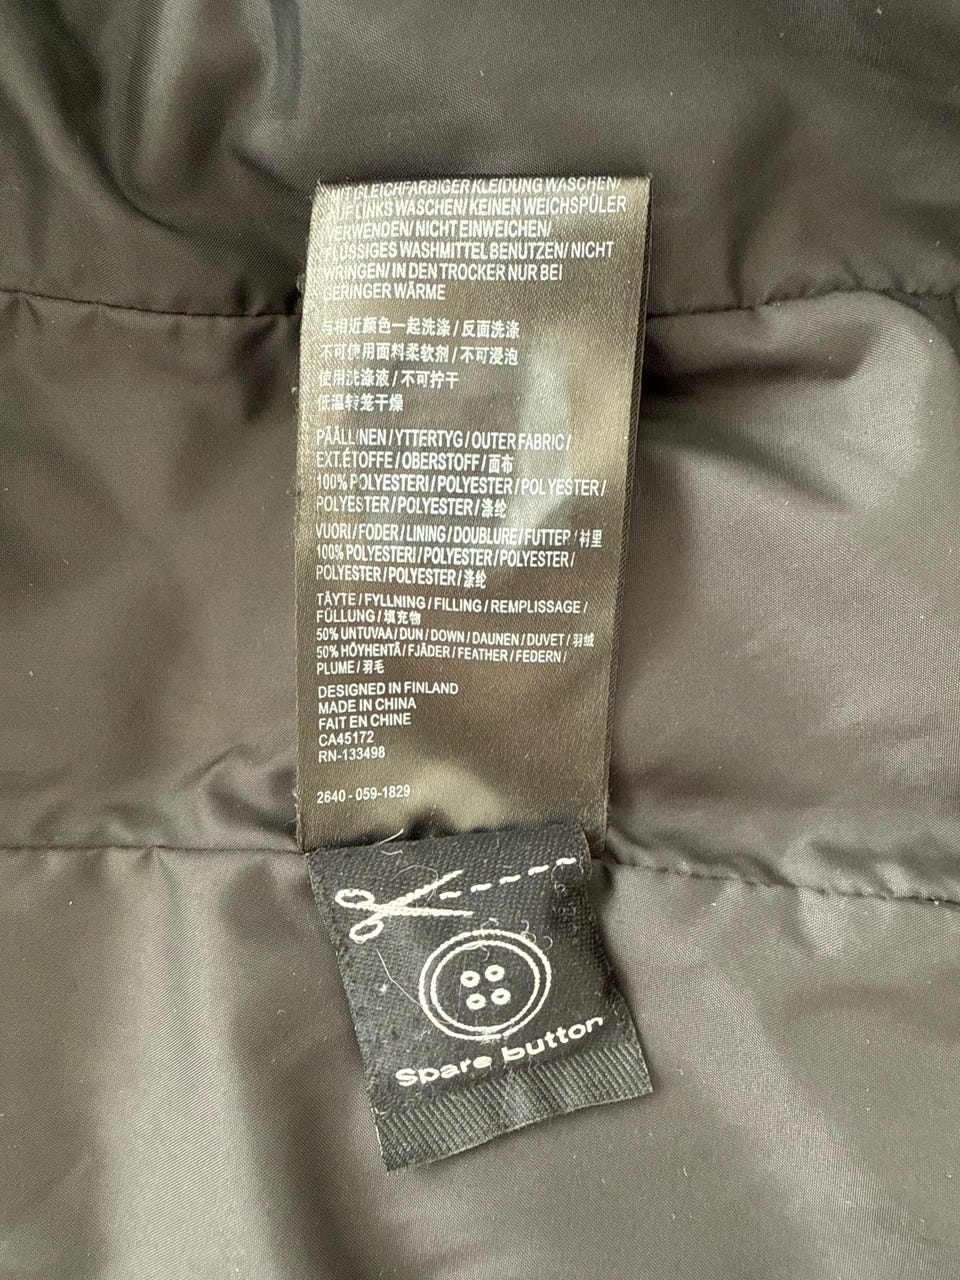 MIT GLEICHFARBIGER KLEIDUNG WASCHEN/
AUF LINKS WASCHEN/ KEINEN WEICHSPÜLER
VERWENDEN/ NICHT EINWEICHEN/
FLÜSSIGES WASHMITTEL BENUTZEN/ NICHT
WRINGEN/ IN DEN TROCKER NUR BEI
GERINGER WÄRME
与相近颜色一起洗涤 / 反面洗涤
不可使用面料柔软剂 / 不可浸泡
使用洗涤液 / 不可拧干
低温转笼干燥
PÄÄLLINEN / YTTERTYG / OUTER FABRIC /
EXT.ÉTOFFE / OBERSTOFF / 面布
100% POLYESTERI / POLYESTER / POLYESTER /
POLYESTER / POLYESTER / 涤纶
VUORI / FODER / LINING / DOUBLURE / FUTTER / 衬里
100% POLYESTERI / POLYESTER / POLYESTER /
POLYESTER / POLYESTER / 涤纶
TÄYTE / FYLLNING / FILLING / REMPLISSAGE /
FÜLLUNG / 填充物
50% UNTUVAA / DUN / DOWN / DAUNEN / DUVET / 羽绒
50% HÖYHENTÄ / FJÄDER / FEATHER / FEDERN /
PLUME / 羽毛
DESIGNED IN FINLAND
MADE IN CHINA
FAIT EN CHINE
CA45172
RN-133498
2640 - 059-1829
Spare button